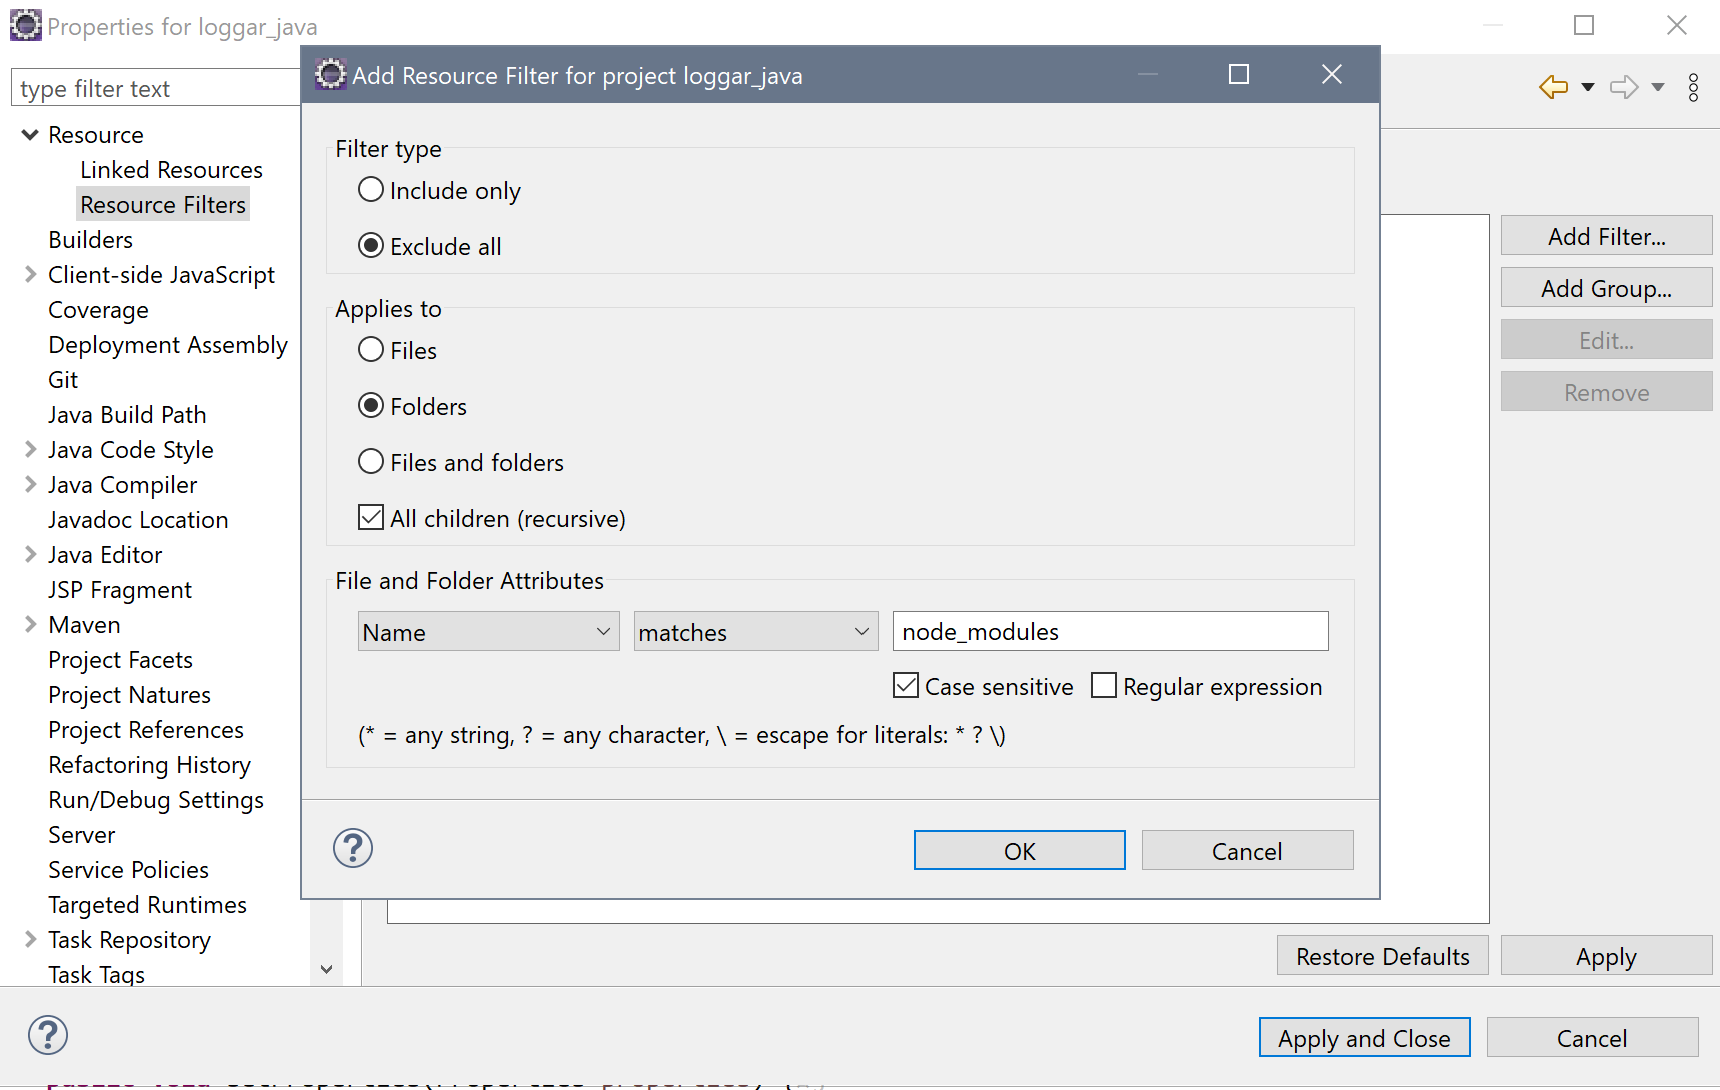 Properties for loggar_java
type filter text
Resource
Linked Resources
Resource Filters
Builders
Client-side JavaScript
Coverage
Deployment Assembly
Git
Java Build Path
Java Code Style
Java Compiler
Javadoc Location
Java Editor
JSP Fragment
Maven
Project Facets
Project Natures
Project References
Refactoring History
Run/Debug Settings
Server
Service Policies
Targeted Runtimes
Task Repository
Task Tags
Add Resource Filter for project loggar_java
Filter type
Include only
Exclude all
Applies to
Files
Folders
Files and folders
All children (recursive)
File and Folder Attributes
Name matches node_modules
Case sensitive Regular expression
(* = any string, ? = any character, \ = escape for literals: * ? \)
? OK Cancel
Add Filter...
Add Group...
Edit...
Remove
Restore Defaults Apply
? Apply and Close Cancel